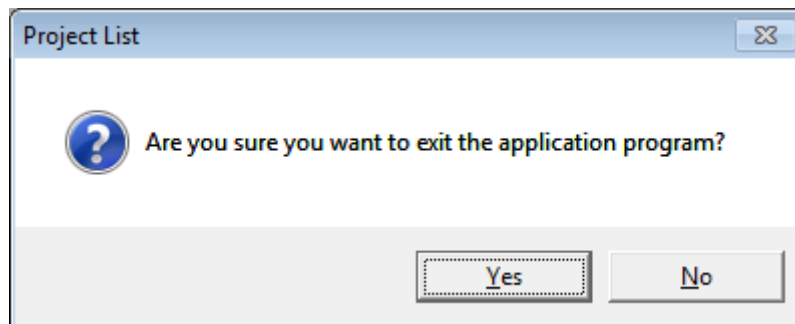 Project List
Are you sure you want to exit the application program?
Yes No